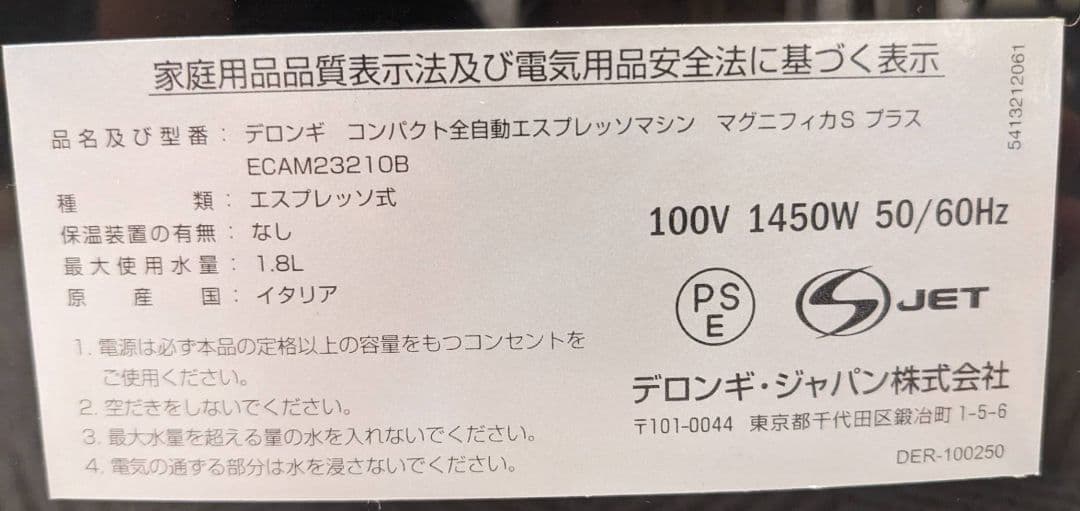 家庭用品品質表示法及び電気用品安全法に基づく表示
品名及び型番：デロンギ　コンパクト全自動エスプレッソマシン　マグニフィカS プラス
ECAM23210B
種類：エスプレッソ式
保温装置の有無：なし
最大使用水量：1.8L
原産国：イタリア
1. 電源は必ず本品の定格以上の容量をもつコンセントを
ご使用ください。
2. 空だきをしないでください。
3. 最大水量を超える量の水を入れないでください。
4. 電気の通ずる部分は水を浸さないでください。
5413212061
100V 1450W 50/60Hz
PS
E
S JET
デロンギ・ジャパン株式会社
〒101-0044 東京都千代田区鍛冶町 1-5-6
DER-100250